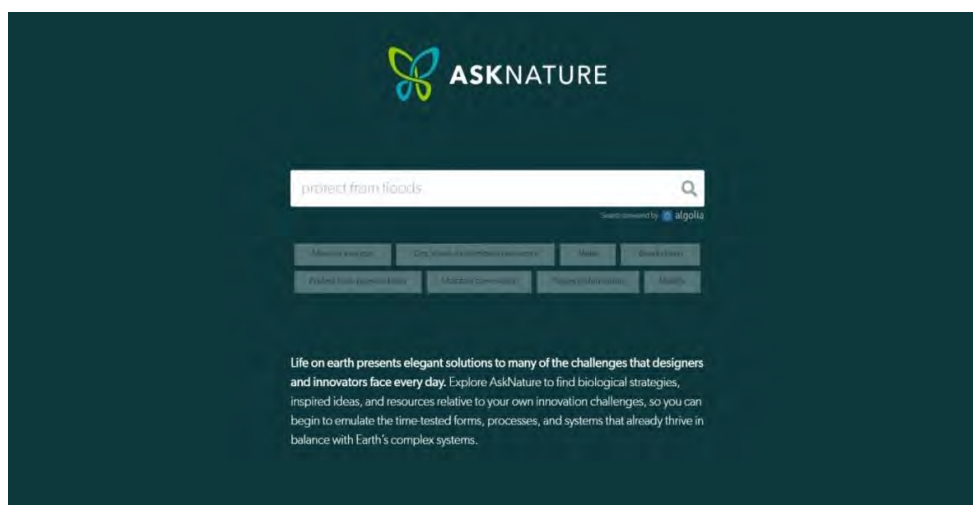 ASKNATURE
protect from floods
Search powered by algolia
Life on earth presents elegant solutions to many of the challenges that designers
and innovators face every day. Explore AskNature to find biological strategies,
inspired ideas, and resources relative to your own innovation challenges, so you can
begin to emulate the time-tested forms, processes, and systems that already thrive in
balance with Earth's complex systems.